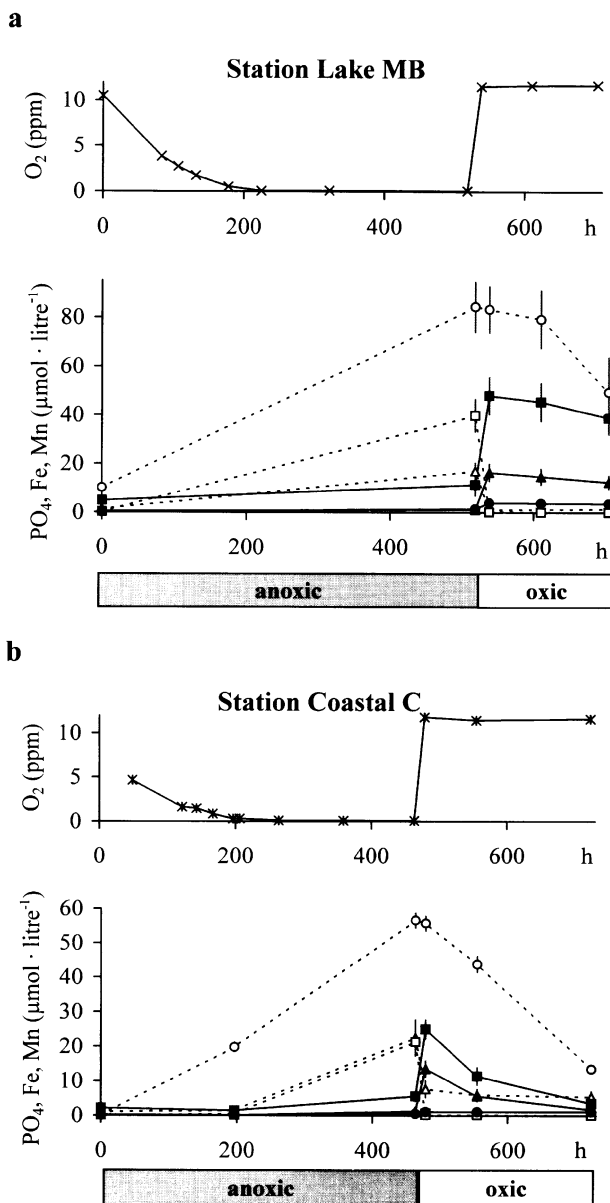 a
Station Lake MB
O₂ (ppm)
10
5
0
0 200 400 600 h
PO₄, Fe, Mn (µmol · litre⁻¹)
80
60
40
20
0
0 200 400 600 h
anoxic oxic
b
Station Coastal C
O₂ (ppm)
10
5
0
0 200 400 600 h
PO₄, Fe, Mn (µmol · litre⁻¹)
60
50
40
30
20
10
0
0 200 400 600 h
anoxic oxic